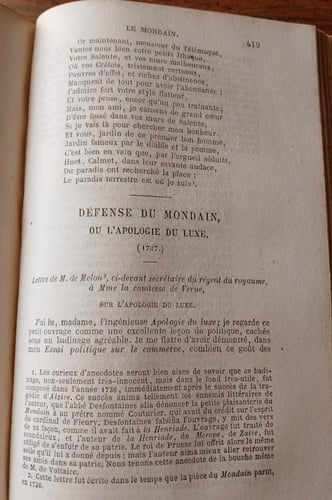 LE MONDAIN. 419
Or maintenant, monsieur du Télémaque,
Vantez-nous bien votre petite Ithaque,
Votre Salente, et vos murs malheureux,
Où vos Crétois, tristement vertueux,
Pauvres d'effet, et riches d'abstinence,
Manquent de tout pour avoir l'abondance :
J'admire fort votre style flatteur,
Et votre prose, encor qu'un peu traînante;
Mais, mon ami, je consens de grand cœur
D'être fessé dans vos murs de Salente,
Si je vais là pour chercher mon bonheur.
Et vous, jardin de ce premier bon homme,
Jardin fameux par le diable et la pomme,
C'est bien en vain que, par l'orgueil séduits,
Huet, Calmet, dans leur savante audace,
Du paradis ont recherché la place :
Le paradis terrestre est où je suis².
DÉFENSE DU MONDAIN,
OU L'APOLOGIE DU LUXE.
(1737.)
Lettre de M. de Melon², ci-devant secrétaire du régent du royaume,
à Mme la comtesse de Verue,
SUR L'APOLOGIE DU LUXE.
J'ai lu, madame, l'ingénieuse Apologie du luxe; je regarde ce
petit ouvrage comme une excellente leçon de politique, cachée
sous un badinage agréable. Je me flatte d'avoir démontré, dans
mon Essai politique sur le commerce, combien ce goût des
1. Les curieux d'anecdotes seront bien aises de savoir que ce badi-
nage, non-seulement très-innocent, mais dans le fond très-utile, fut
composé dans l'année 1736, immédiatement après le succès de la tra-
gédie d'Alzire. Ce succès anima tellement les ennemis littéraires de
l'auteur, que l'abbé Desfontaines alla dénoncer la petite plaisanterie du
Mondain à un prêtre nommé Couturier, qui avait du crédit sur l'esprit
du cardinal de Fleury. Desfontaines falsifia l'ouvrage, y mit des vers
de sa façon, comme il avait fait à la Henriade. L'ouvrage fut traité de
scandaleux, et l'auteur de la Henriade, de Mérope, de Zaïre, fut
obligé de s'enfuir de sa patrie. Le roi de Prusse lui offrit alors le même
asile qu'il lui a donné depuis; mais l'auteur aima mieux aller retrouver
ses amis dans sa patrie. Nous tenons cette anecdote de la bouche même
de M. de Voltaire.
2. Cette lettre fut écrite dans le temps que la pièce du Mondain parut,
en 1736.